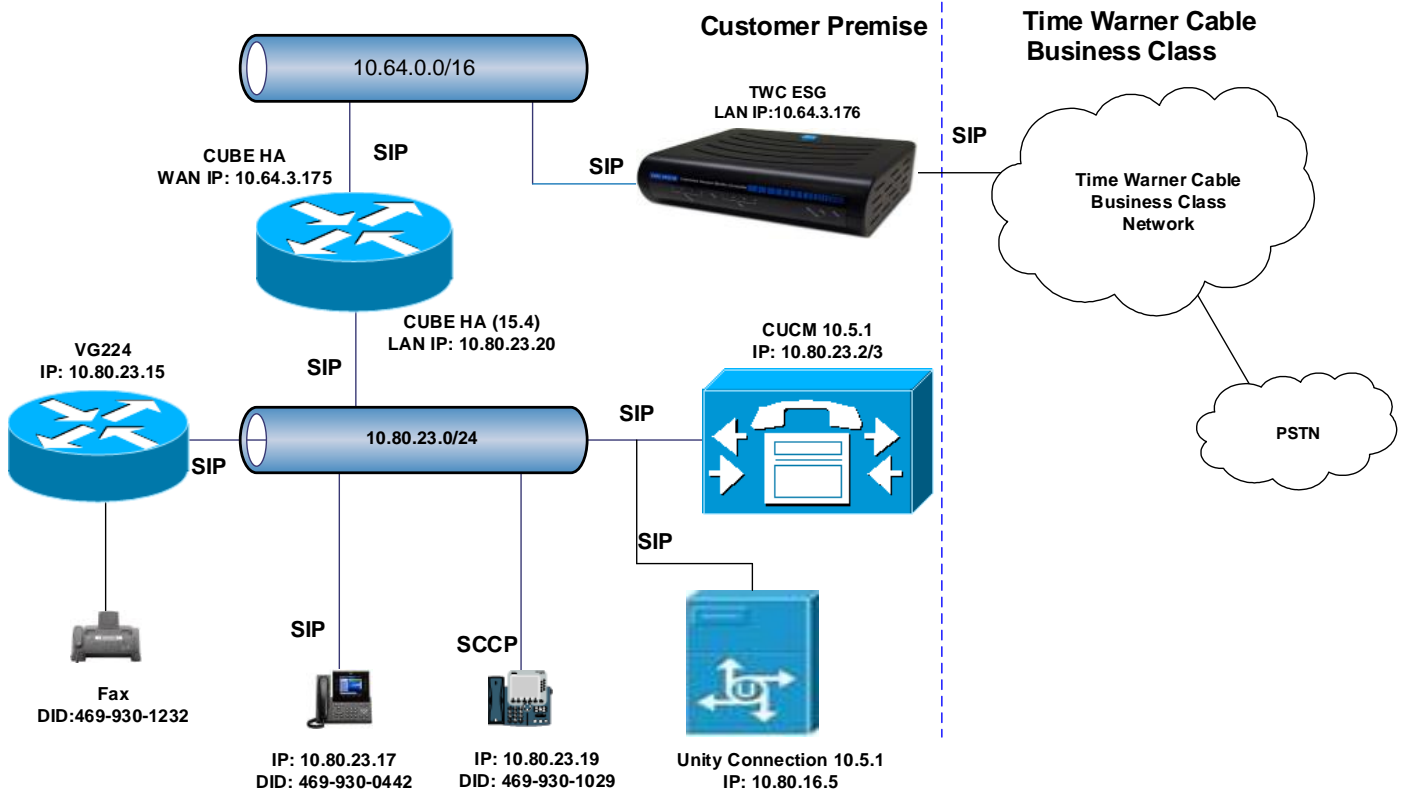 Customer Premise
Time Warner Cable
Business Class
10.64.0.0/16
TWC ESG
LAN IP:10.64.3.176
SIP
CUBE HA
WAN IP: 10.64.3.175
SIP
SIP
Time Warner Cable
Business Class
Network
CUBE HA (15.4)
LAN IP: 10.80.23.20
CUCM 10.5.1
IP: 10.80.23.2/3
VG224
IP: 10.80.23.15
SIP
SIP
10.80.23.0/24
PSTN
SIP
SIP
SIP
SCCP
Fax
DID:469-930-1232
IP: 10.80.23.17
DID: 469-930-0442
IP: 10.80.23.19
DID: 469-930-1029
Unity Connection 10.5.1
IP: 10.80.16.5